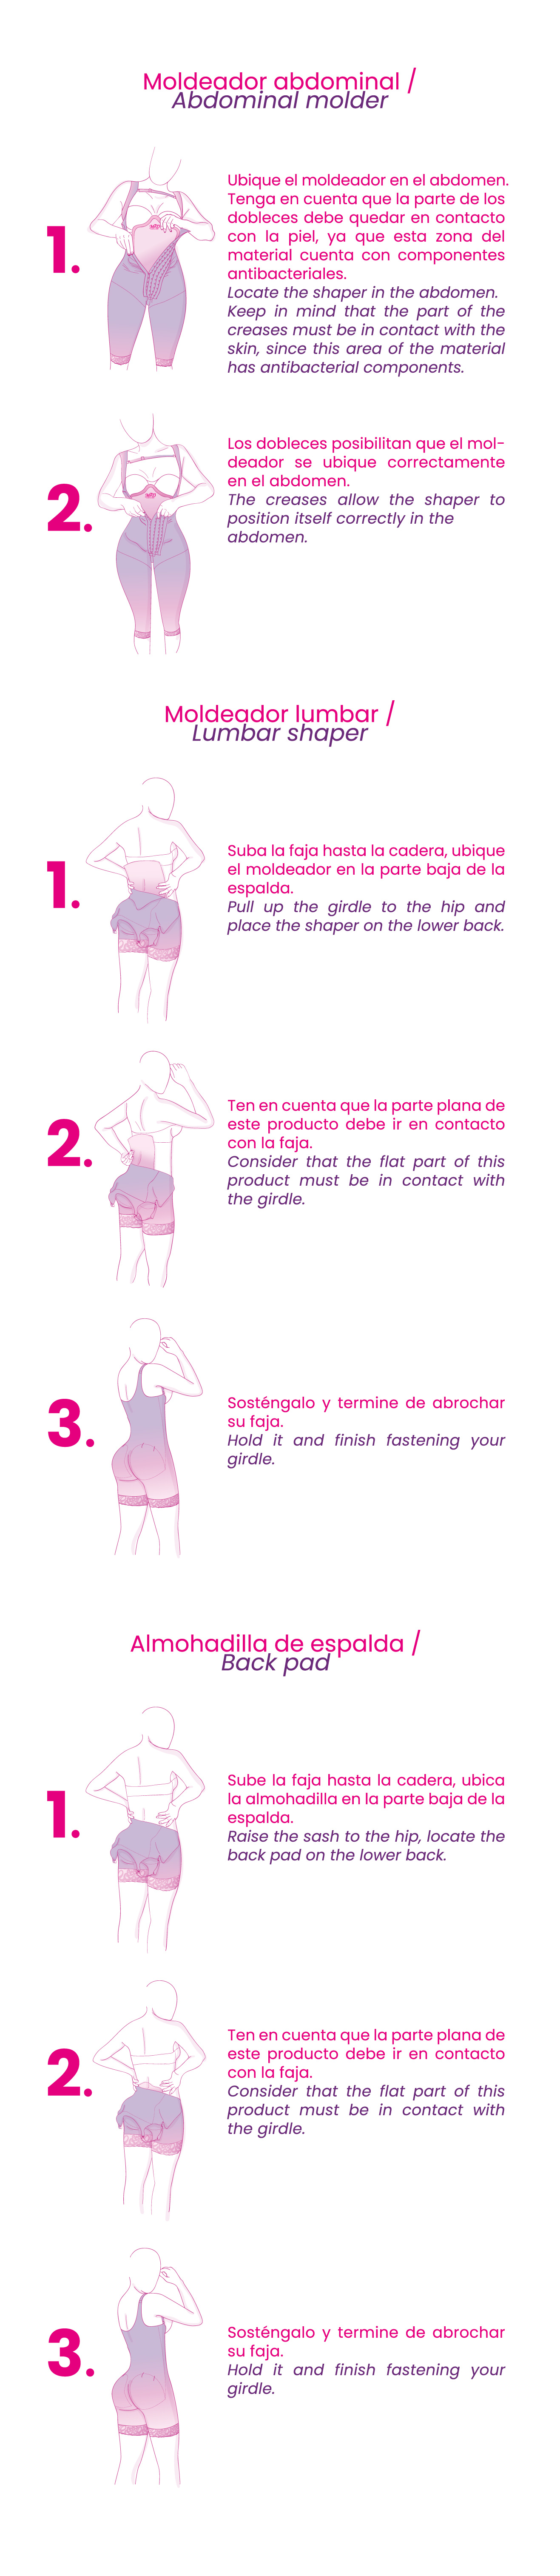 Moldeador abdominal /
Abdominal molder
1.
Ubique el moldeador en el abdomen.
Tenga en cuenta que la parte de los
dobleces debe quedar en contacto
con la piel, ya que esta zona del
material cuenta con componentes
antibacteriales.
Locate the shaper in the abdomen.
Keep in mind that the part of the
creases must be in contact with the
skin, since this area of the material
has antibacterial components.
2.
Los dobleces posibilitan que el mol-
deador se ubique correctamente
en el abdomen.
The creases allow the shaper to
position itself correctly in the
abdomen.
Moldeador lumbar /
Lumbar shaper
1.
Suba la faja hasta la cadera, ubique
el moldeador en la parte baja de la
espalda.
Pull up the girdle to the hip and
place the shaper on the lower back.
2.
Ten en cuenta que la parte plana de
este producto debe ir en contacto
con la faja.
Consider that the flat part of this
product must be in contact with
the girdle.
3.
Sosténgalo y termine de abrochar
su faja.
Hold it and finish fastening your
girdle.
Almohadilla de espalda /
Back pad
1.
Sube la faja hasta la cadera, ubica
la almohadilla en la parte baja de la
espalda.
Raise the sash to the hip, locate the
back pad on the lower back.
2.
Ten en cuenta que la parte plana de
este producto debe ir en contacto
con la faja.
Consider that the flat part of this
product must be in contact with
the girdle.
3.
Sosténgalo y termine de abrochar
su faja.
Hold it and finish fastening your
girdle.